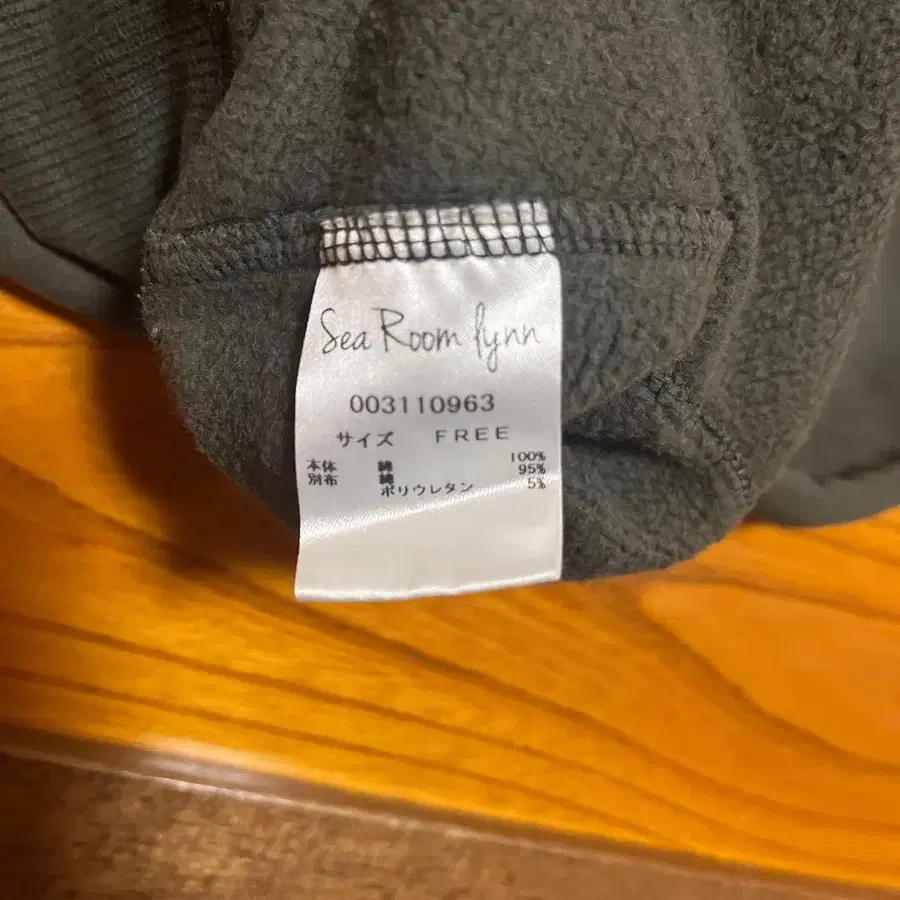 Sea Room lynn
003110963
サイズ FREE
本体 綿 100%
別布 綿 95%
ポリウレタン 5%